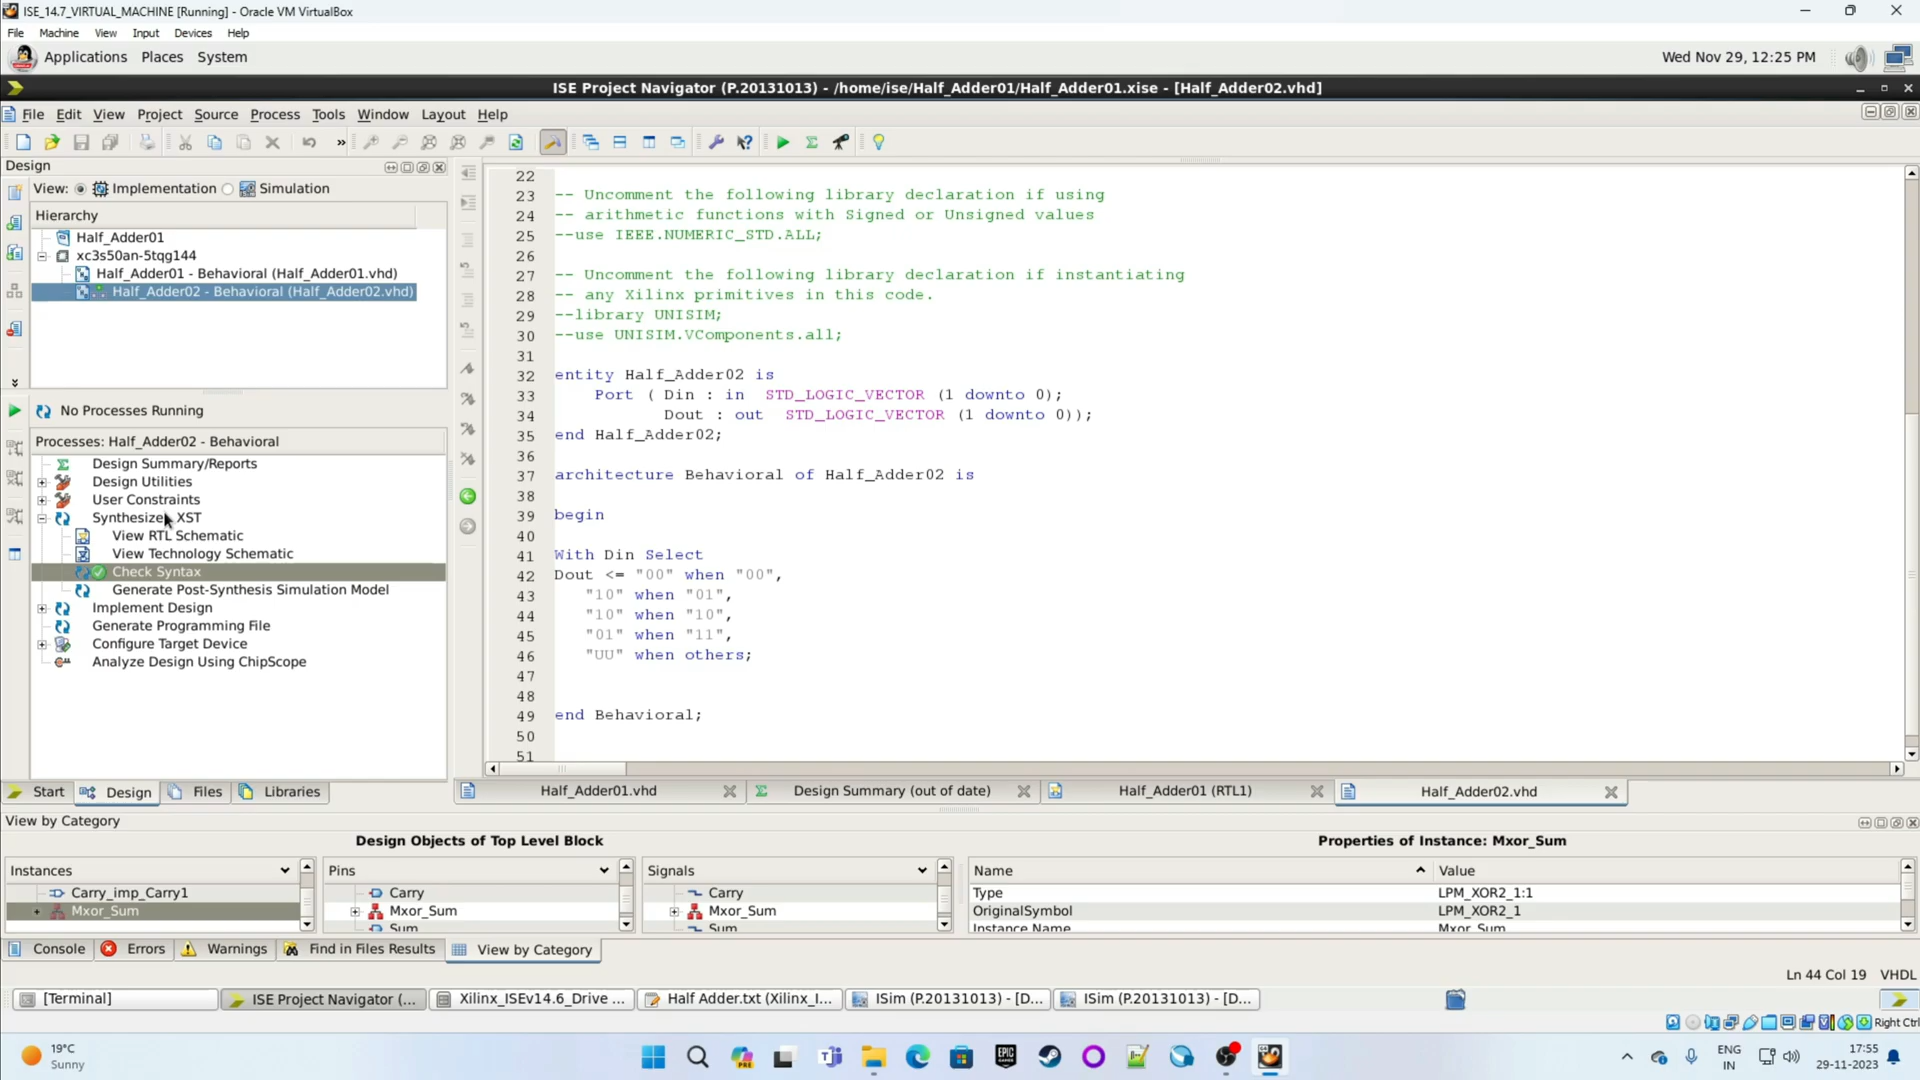 ISE_14.7_VIRTUAL_MACHINE [Running] - Oracle VM VirtualBox
File Machine View Input Devices Help
Applications Places System
Wed Nov 29, 12:25 PM
ISE Project Navigator (P.20131013) - /home/ise/Half_Adder01/Half_Adder01.xise - [Half_Adder02.vhd]
File Edit View Project Source Process Tools Window Layout Help
Design
View: Implementation Simulation
Hierarchy
Half_Adder01
xc3s50an-5tqg144
Half_Adder01 - Behavioral (Half_Adder01.vhd)
Half_Adder02 - Behavioral (Half_Adder02.vhd)
No Processes Running
Processes: Half_Adder02 - Behavioral
Design Summary/Reports
Design Utilities
User Constraints
Synthesize XST
View RTL Schematic
View Technology Schematic
Check Syntax
Generate Post-Synthesis Simulation Model
Implement Design
Generate Programming File
Configure Target Device
Analyze Design Using ChipScope
Start Design Files Libraries
22
23 -- Uncomment the following library declaration if using
24 -- arithmetic functions with Signed or Unsigned values
25 --use IEEE.NUMERIC_STD.ALL;
26
27 -- Uncomment the following library declaration if instantiating
28 -- any Xilinx primitives in this code.
29 --library UNISIM;
30 --use UNISIM.VComponents.all;
31
32 entity Half_Adder02 is
33 Port ( Din : in STD_LOGIC_VECTOR (1 downto 0);
34 Dout : out STD_LOGIC_VECTOR (1 downto 0));
35 end Half_Adder02;
36
37 architecture Behavioral of Half_Adder02 is
38
39 begin
40
41 With Din Select
42 Dout <= "00" when "00",
43 "10" when "01",
44 "10" when "10",
45 "01" when "11",
46 "UU" when others;
47
48
49 end Behavioral;
50
51
Half_Adder01.vhd Design Summary (out of date) Half_Adder01 (RTL1) Half_Adder02.vhd
View by Category
Design Objects of Top Level Block
Properties of Instance: Mxor_Sum
Instances Pins Signals Name Value
Carry_imp_Carry1 Carry Carry Type LPM_XOR2_1:1
Mxor_Sum Mxor_Sum Mxor_Sum OriginalSymbol LPM_XOR2_1
Sum Sum Instance Name Mxor_Sum
Console Errors Warnings Find in Files Results View by Category
Ln 44 Col 19 VHDL
[Terminal] ISE Project Navigator (... Xilinx_ISEv14.6_Drive ... Half Adder.txt (Xilinx_I... ISim (P.20131013) - [D... ISim (P.20131013) - [D...
Right Ctrl
19°C
Sunny
ENG
IN
17:55
29-11-2023